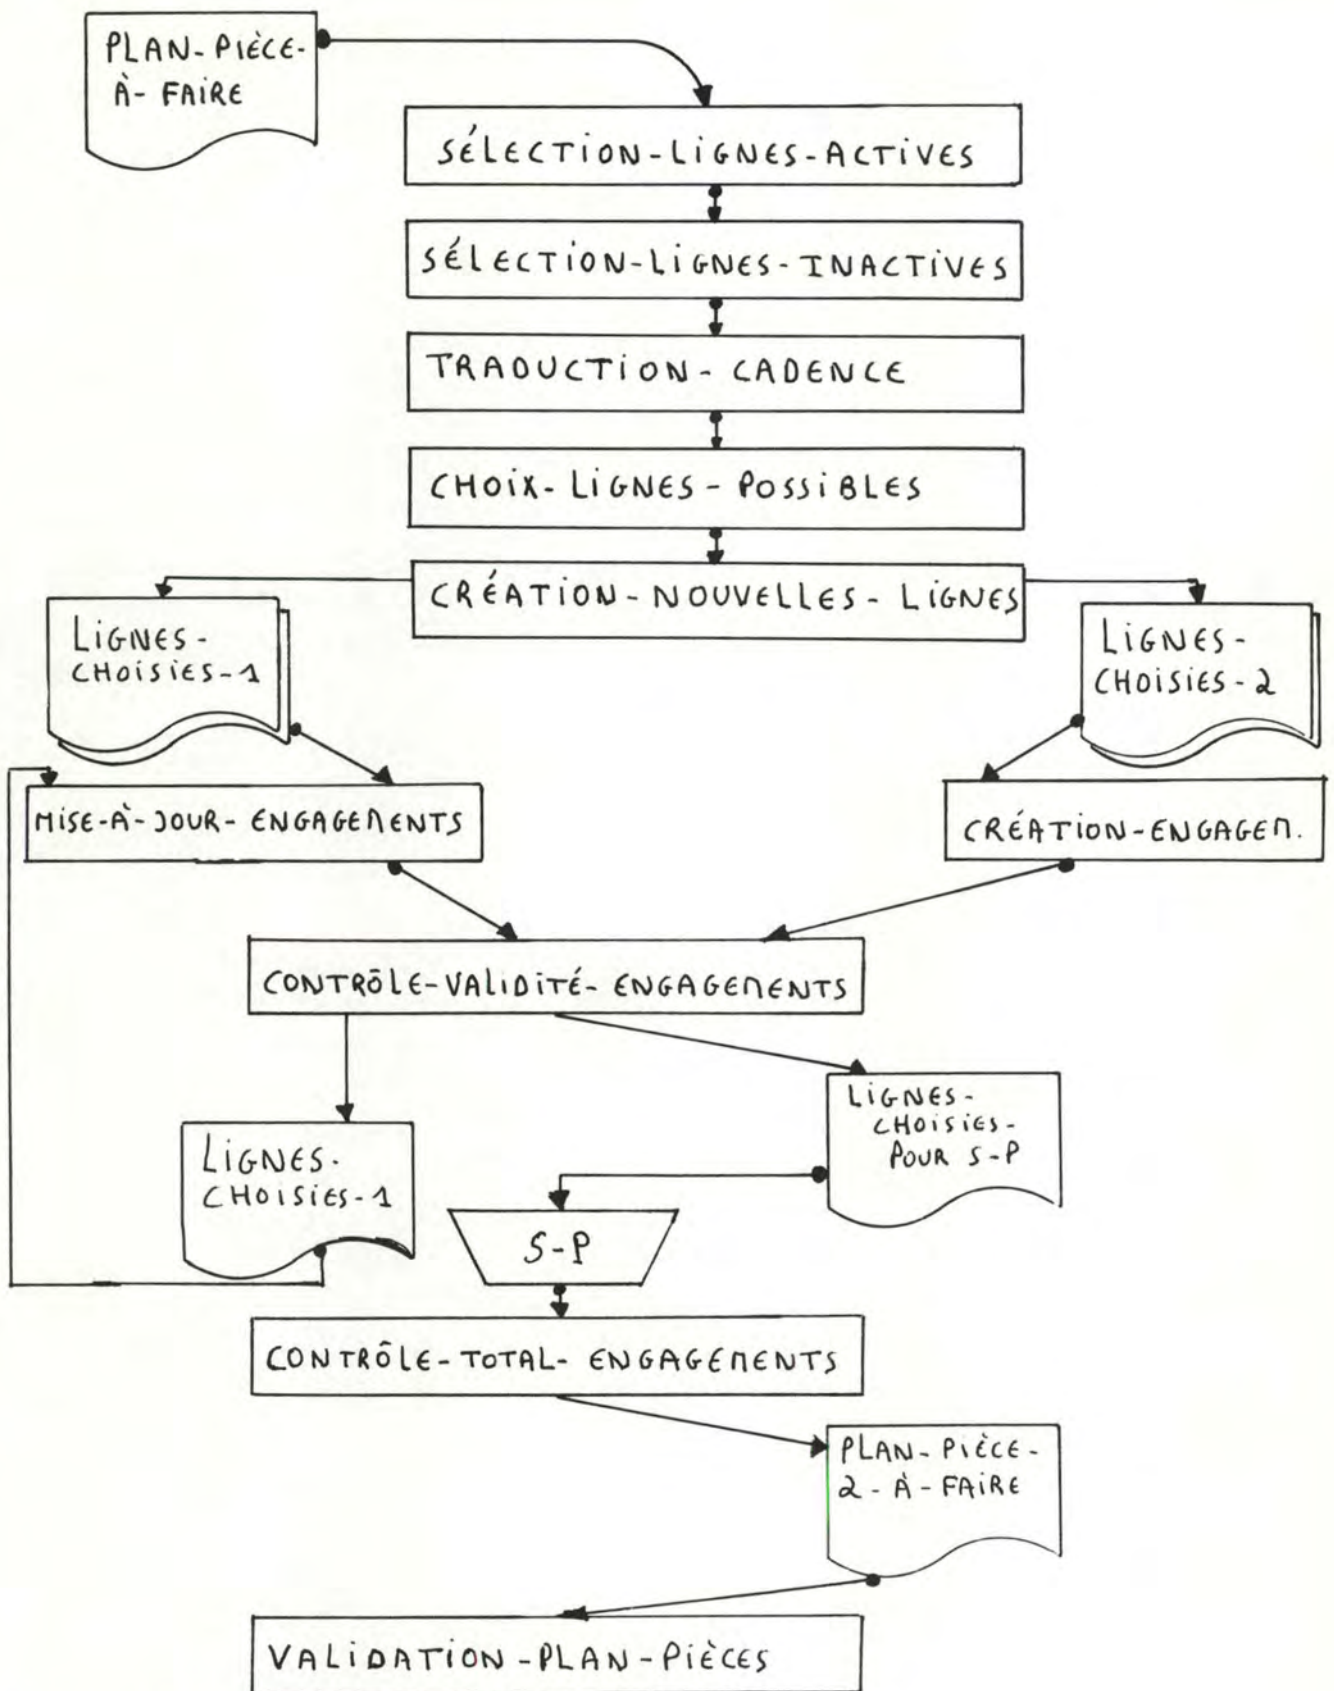 PLAN-PIÈCE-
À-FAIRE
SÉLECTION-LIGNES-ACTIVES
SÉLECTION-LIGNES-INACTIVES
TRADUCTION-CADENCE
CHOIX-LIGNES-POSSIBLES
CRÉATION-NOUVELLES-LIGNES
LIGNES-
CHOISIES-1
LIGNES-
CHOISIES-2
MISE-À-JOUR-ENGAGEMENTS
CRÉATION-ENGAGEM.
CONTRÔLE-VALIDITÉ-ENGAGEMENTS
LIGNES-
CHOISIES-
POUR S-P
LIGNES-
CHOISIES-1
S-P
CONTRÔLE-TOTAL-ENGAGEMENTS
PLAN-PIÈCE-
2-À-FAIRE
VALIDATION-PLAN-PIÈCES